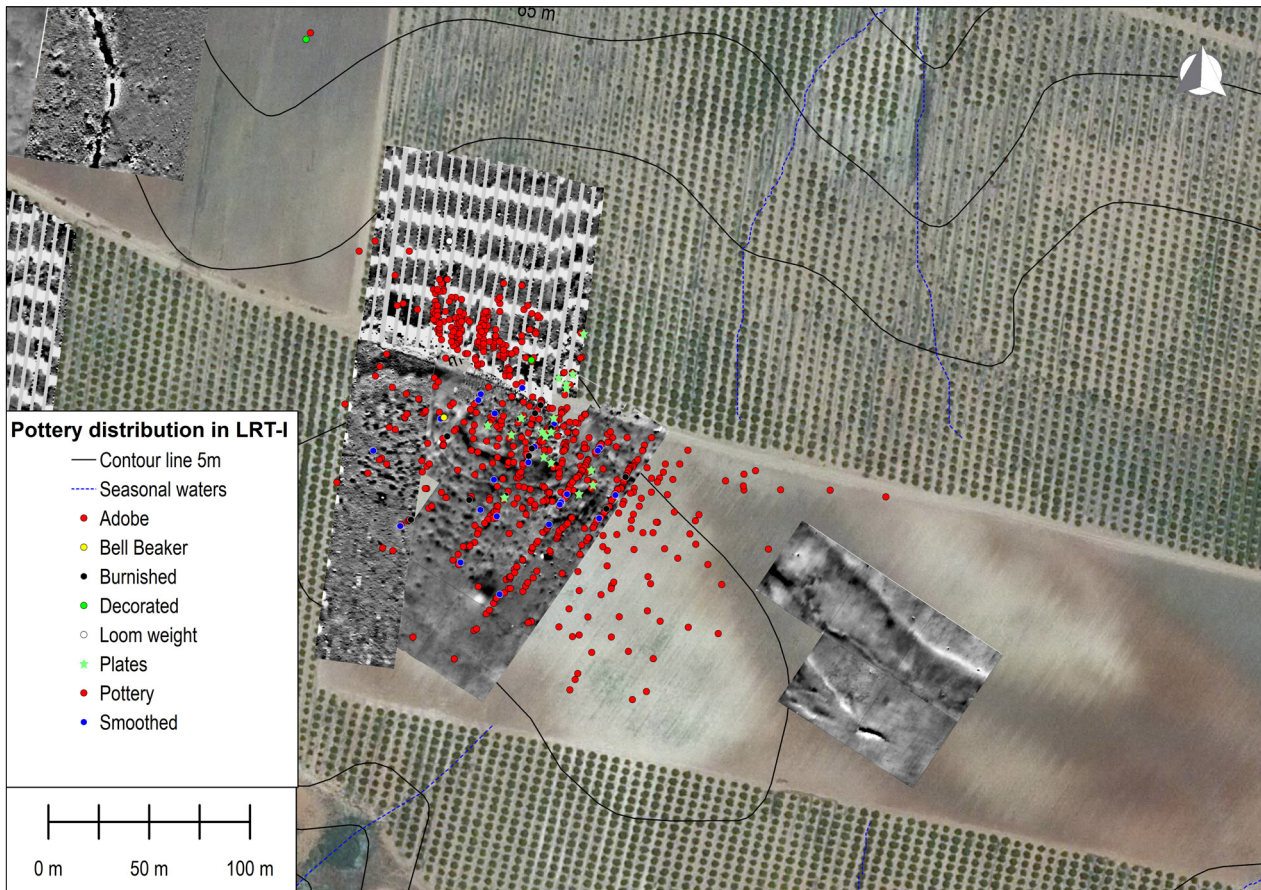 65 m
Pottery distribution in LRT-I
Contour line 5m
Seasonal waters
Adobe
Bell Beaker
Burnished
Decorated
Loom weight
Plates
Pottery
Smoothed
0 m 50 m 100 m